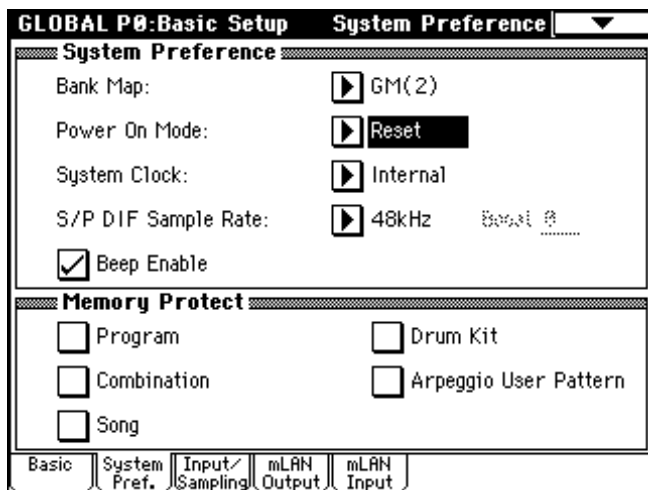 GLOBAL P0:Basic Setup System Preference
System Preference
Bank Map: GM(2)
Power On Mode: Reset
System Clock: Internal
S/P DIF Sample Rate: 48kHz Boost 0
Beep Enable
Memory Protect
Program Drum Kit
Combination Arpeggio User Pattern
Song
Basic System Pref. Input/Sampling mLAN Output mLAN Input